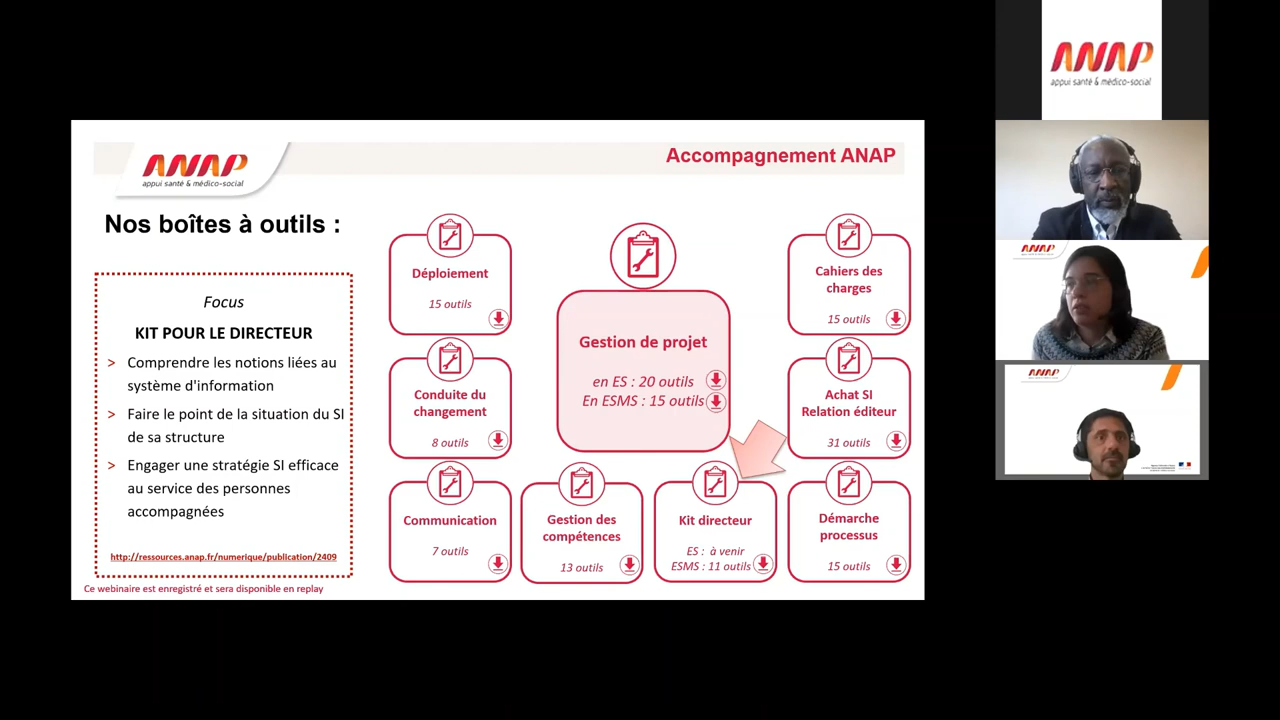 ANAP
appui santé & médico-social
Accompagnement ANAP
Nos boîtes à outils :
Focus
KIT POUR LE DIRECTEUR
> Comprendre les notions liées au
système d'information
> Faire le point de la situation du SI
de sa structure
> Engager une stratégie SI efficace
au service des personnes
accompagnées
http://ressources.anap.fr/numerique/publication/2409
Ce webinaire est enregistré et sera disponible en replay
Déploiement
15 outils
Gestion de projet
en ES : 20 outils
En ESMS : 15 outils
Cahiers des
charges
15 outils
Conduite du
changement
8 outils
Achat SI
Relation éditeur
31 outils
Communication
7 outils
Gestion des
compétences
13 outils
Kit directeur
ES : à venir
ESMS : 11 outils
Démarche
processus
15 outils
ANAP
appui santé & médico-social
ANAP
ANAP